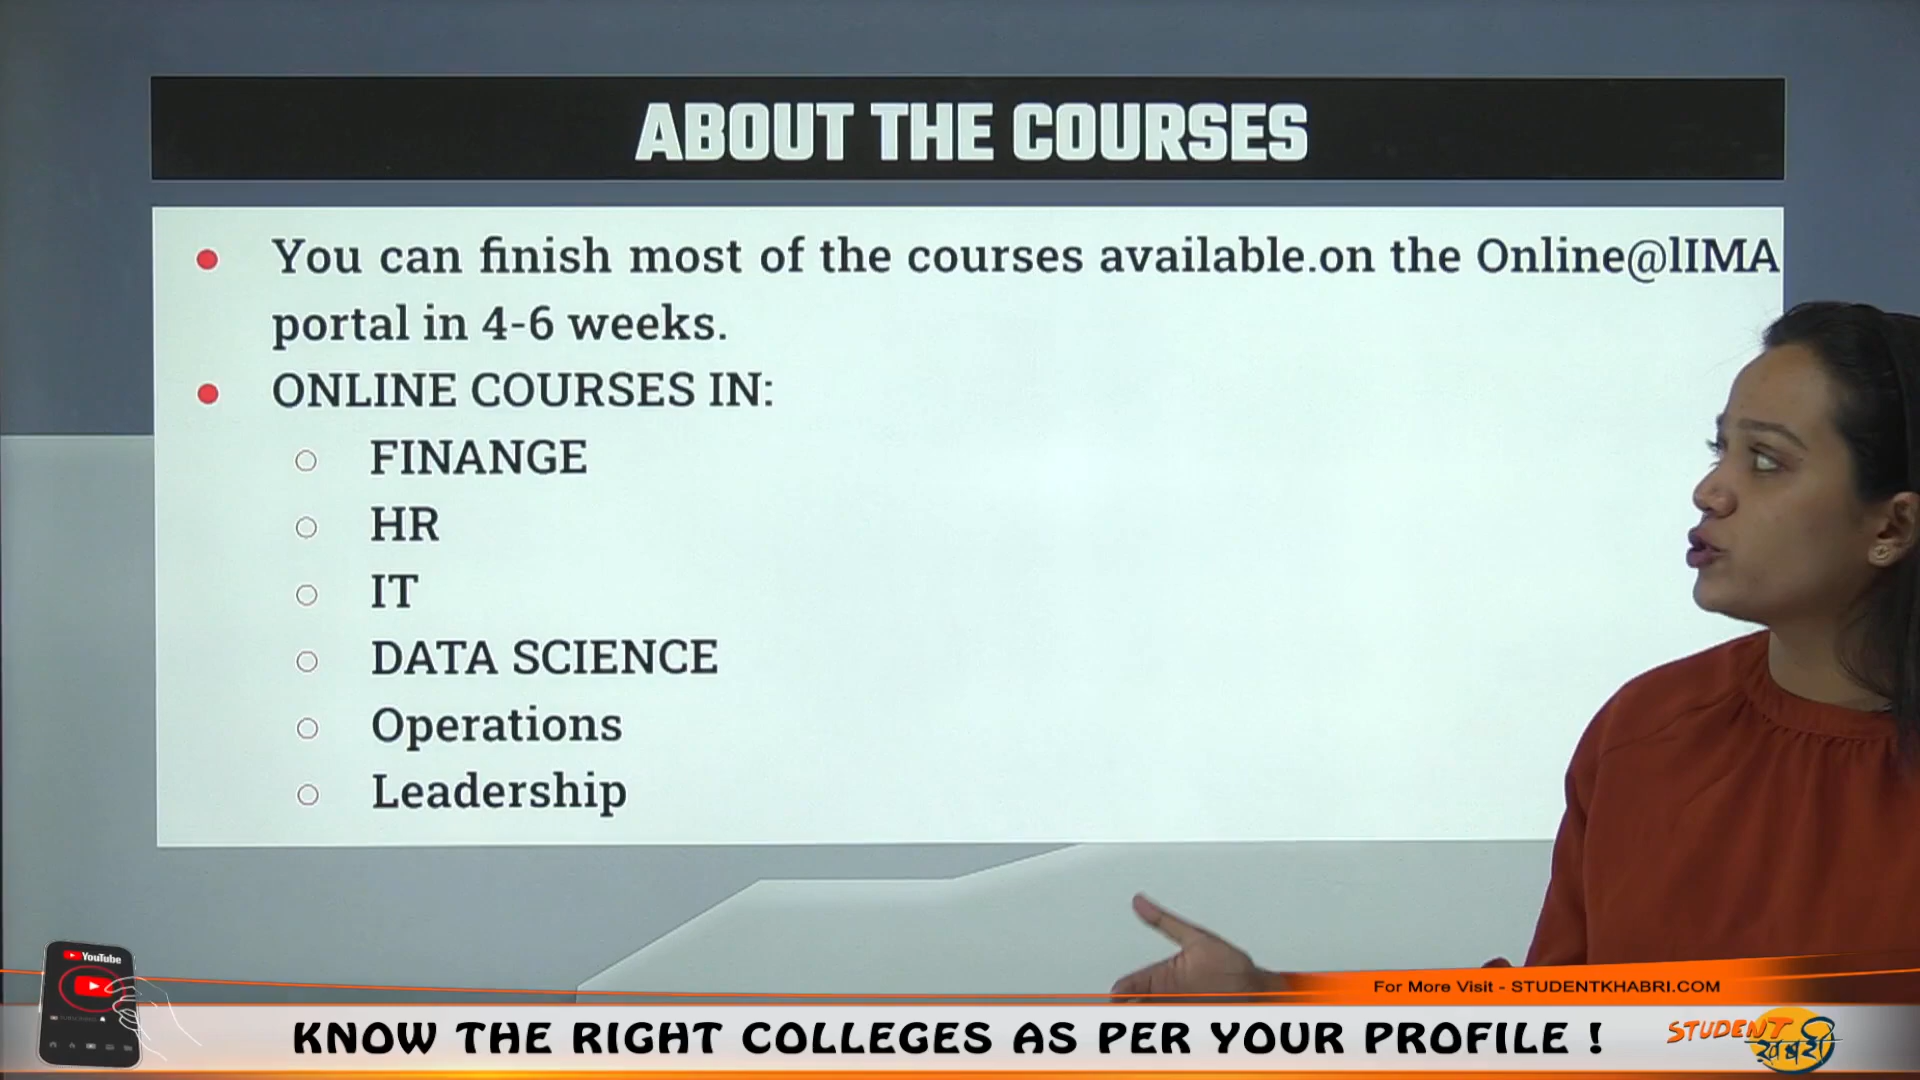 ABOUT THE COURSES
You can finish most of the courses available.on the Online@lIMA
portal in 4-6 weeks.
ONLINE COURSES IN:
FINANGE
HR
IT
DATA SCIENCE
Operations
Leadership
YouTube
For More Visit - STUDENTKHABRI.COM
KNOW THE RIGHT COLLEGES AS PER YOUR PROFILE !
STUDENT
खबरी